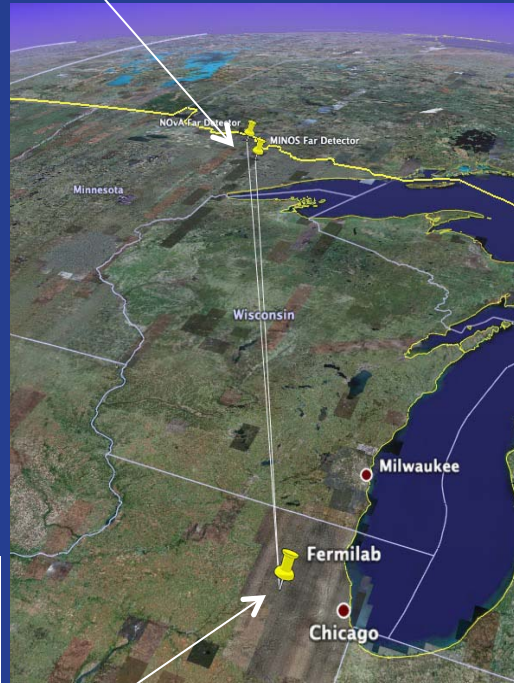 NOvA Far Detector
MINOS Far Detector
Minnesota
Wisconsin
Milwaukee
Fermilab
Chicago